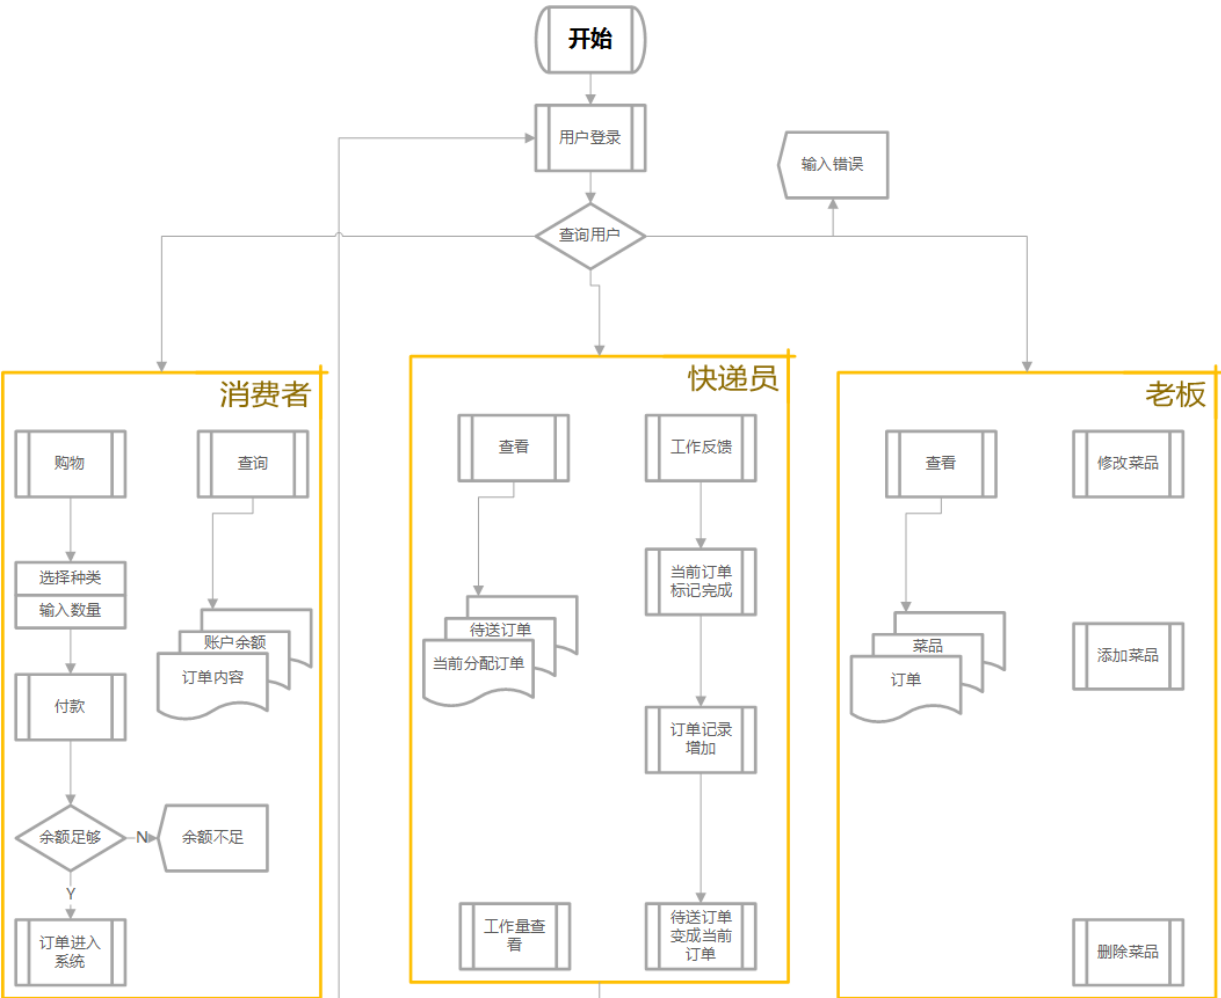 开始
用户登录
输入错误
查询用户
消费者
购物
查询
选择种类
输入数量
账户余额
订单内容
付款
余额足够
N
余额不足
Y
订单进入
系统
快递员
查看
工作反馈
当前订单
标记完成
待送订单
当前分配订单
订单记录
增加
工作量查
看
待送订单
变成当前
订单
老板
查看
修改菜品
菜品
订单
添加菜品
删除菜品